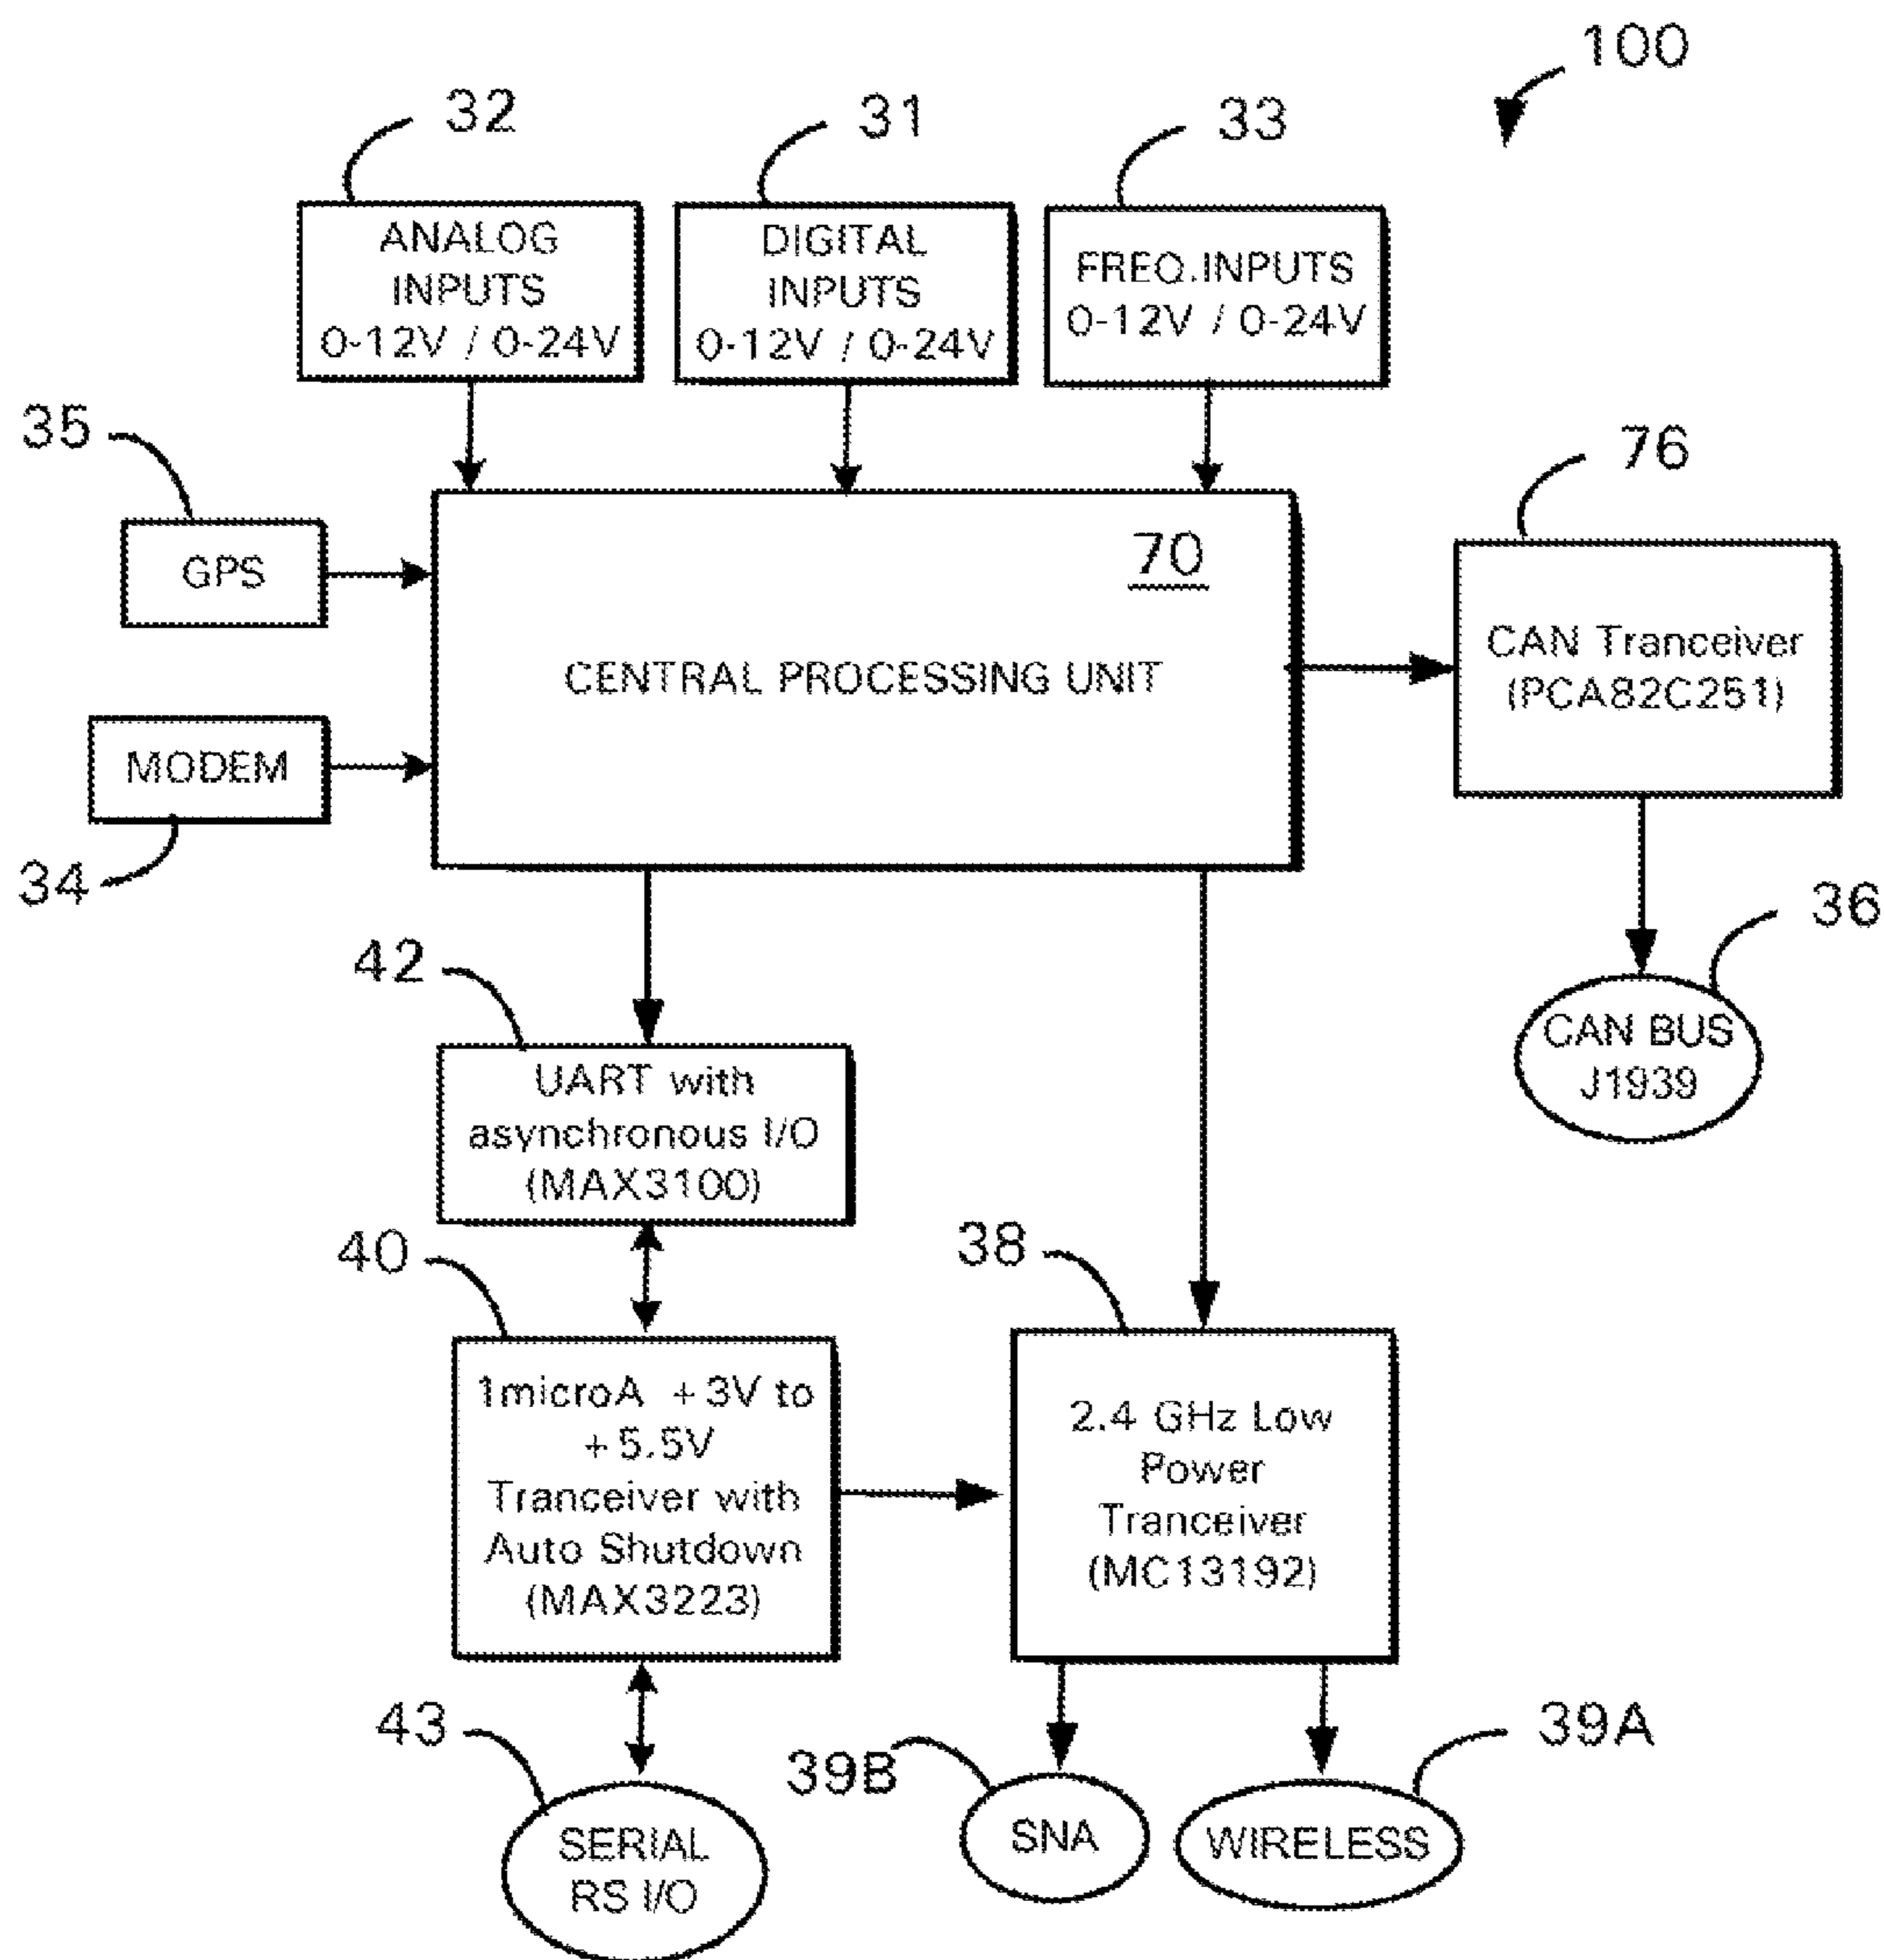 100
32
31
33
ANALOG
INPUTS
0-12V / 0-24V
DIGITAL
INPUTS
0-12V / 0-24V
FREQ.INPUTS
0-12V / 0-24V
35
GPS
70
CENTRAL PROCESSING UNIT
76
CAN Tranceiver
(PCA82C251)
MODEM
34
36
CAN BUS
J1939
42
UART with
asynchronous I/O
(MAX3100)
40
1microA +3V to
+5.5V
Tranceiver with
Auto Shutdown
(MAX3223)
38
2.4 GHz Low
Power
Tranceiver
(MC13192)
43
SERIAL
RS I/O
39B
SNA
39A
WIRELESS